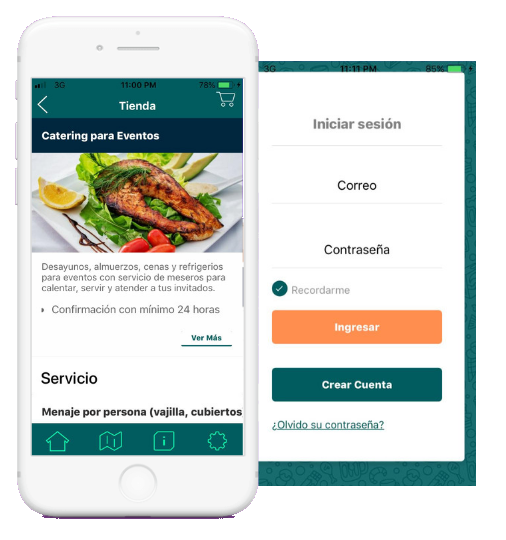 3G 11:00 PM 78%
Tienda
Catering para Eventos
Desayunos, almuerzos, cenas y refrigerios
para eventos con servicio de meseros para
calentar, servir y atender a tus invitados.
Confirmación con mínimo 24 horas
Ver Más
Servicio
Menaje por persona (vajilla, cubiertos
3G 11:11 PM 85%
Iniciar sesión
Correo
Contraseña
Recordarme
Ingresar
Crear Cuenta
¿Olvido su contraseña?